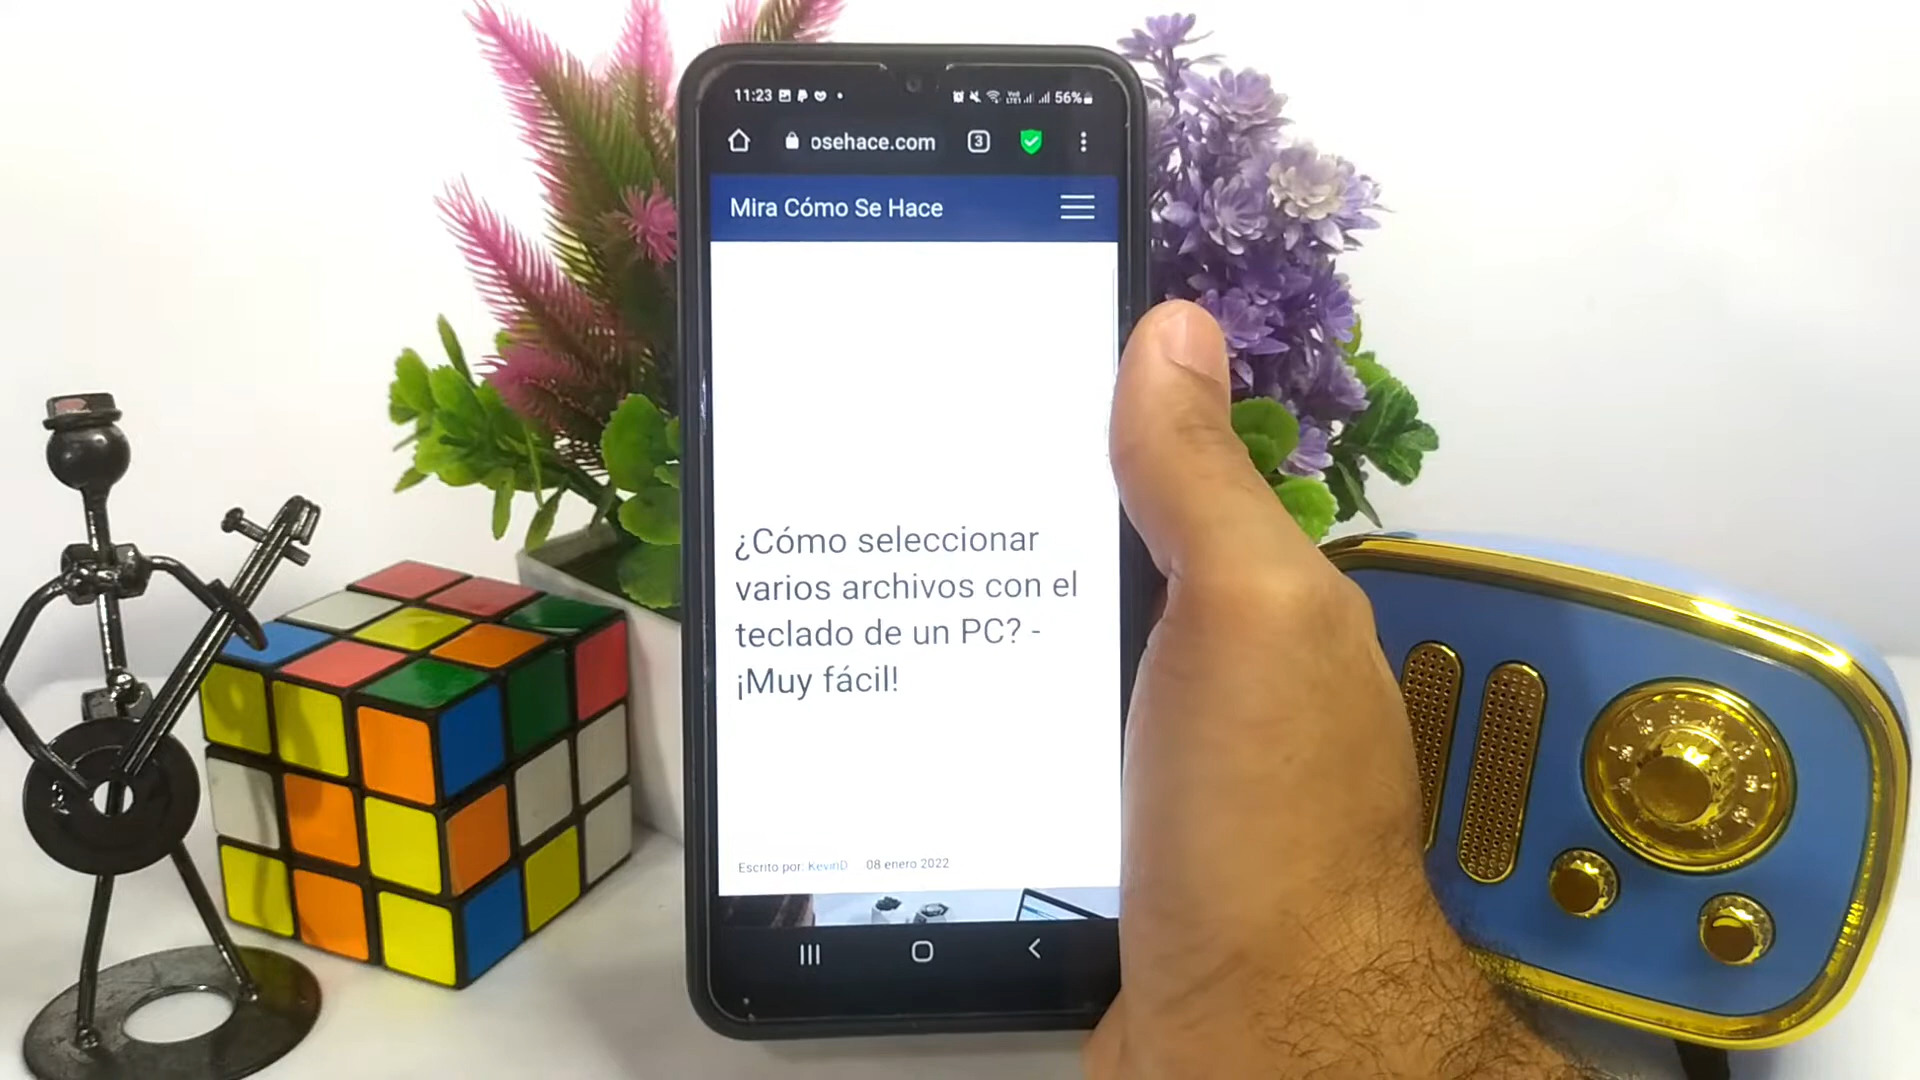 11:23
56%
osehace.com
3
Mira Cómo Se Hace
¿Cómo seleccionar
varios archivos con el
teclado de un PC? -
¡Muy fácil!
Escrito por: KevinD 08 enero 2022